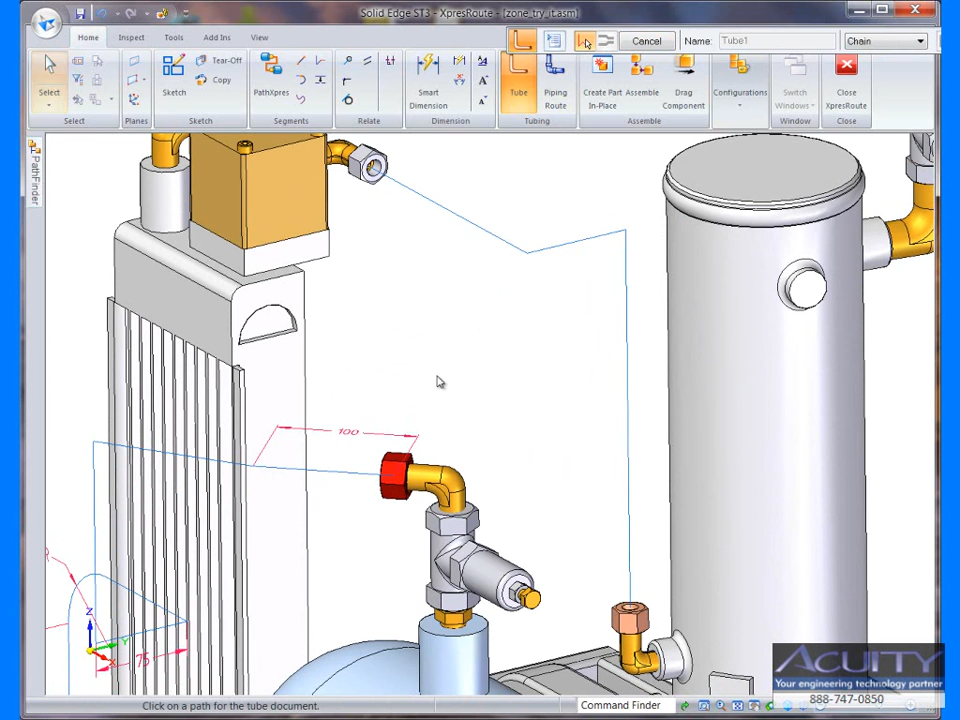 Solid Edge ST3 - XpresRoute - [zone_try_it.asm]
Home Inspect Tools Add Ins View
Cancel Name: Tube1 Chain
Select
Sketch
Tear-Off
Copy
PathXpres
Smart
Dimension
Tube
Piping
Route
Create Part
In-Place
Assemble
Drag
Component
Configurations
Switch
Windows
Close
XpresRoute
Select Planes Sketch Segments Relate Dimension Tubing Assemble Window Close
PathFinder
100
Z
Y
X
75
R
ACUITY
Your engineering technology partner
888-747-0850
Click on a path for the tube document.
Command Finder